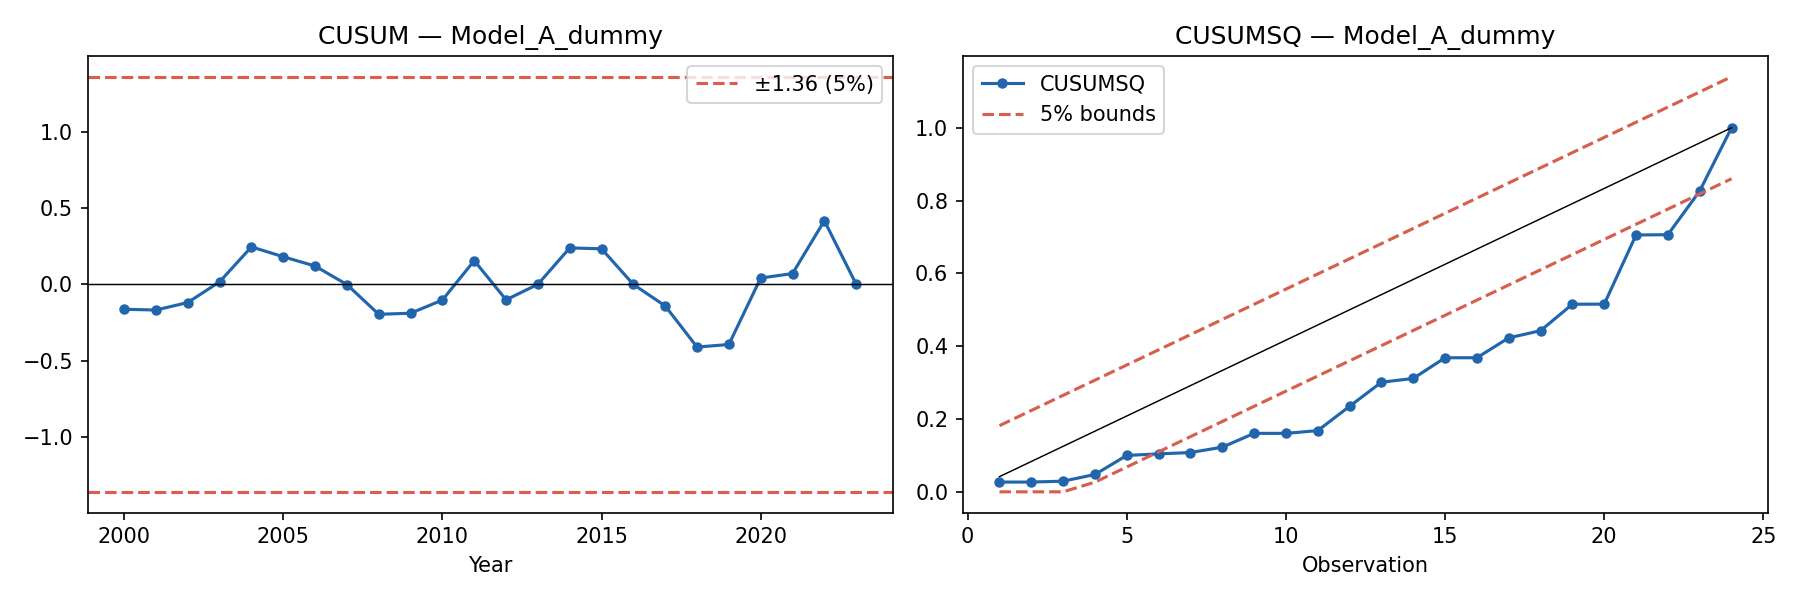 CUSUM — Model_A_dummy
±1.36 (5%)
1.0
0.5
0.0
−0.5
−1.0
2000 2005 2010 2015 2020
Year
CUSUMSQ — Model_A_dummy
CUSUMSQ
5% bounds
1.0
0.8
0.6
0.4
0.2
0.0
0 5 10 15 20 25
Observation